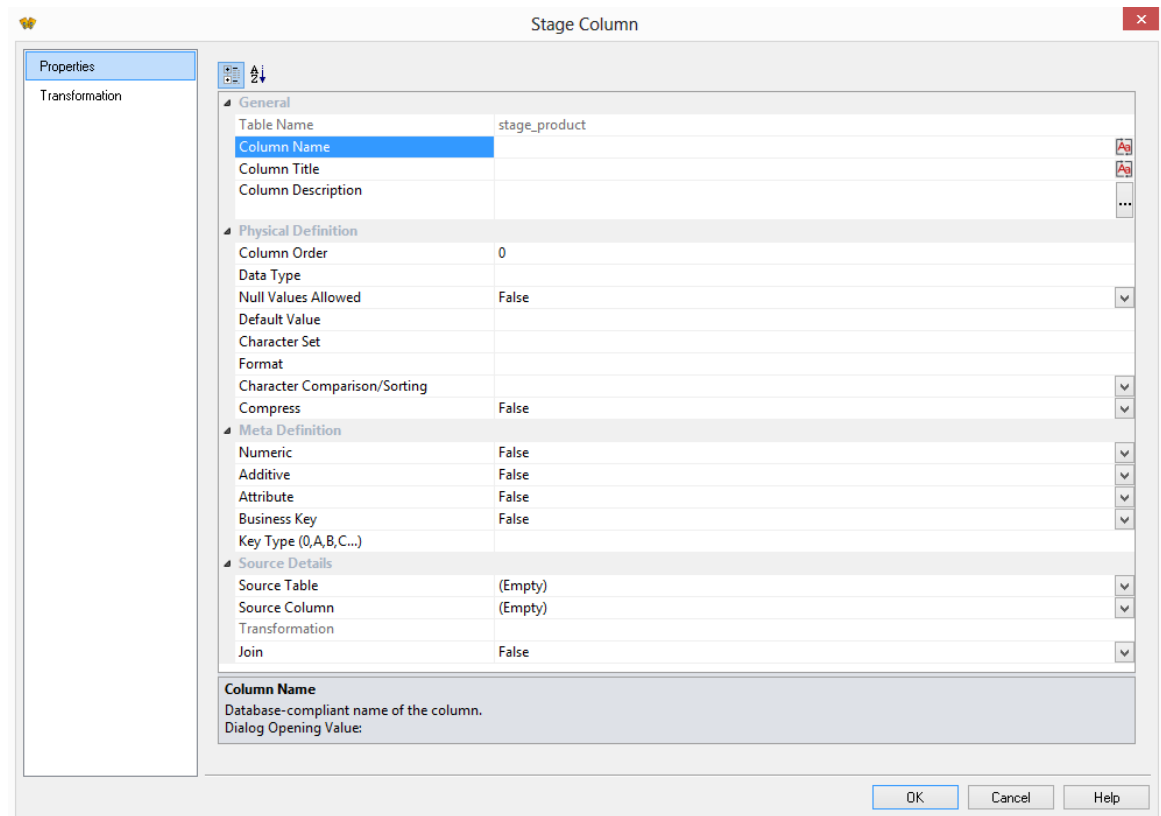 Stage Column
Properties
Transformation
General
Table Name stage_product
Column Name
Column Title
Column Description
...
Physical Definition
Column Order 0
Data Type
Null Values Allowed False
Default Value
Character Set
Format
Character Comparison/Sorting
Compress False
Meta Definition
Numeric False
Additive False
Attribute False
Business Key False
Key Type (0,A,B,C...)
Source Details
Source Table (Empty)
Source Column (Empty)
Transformation
Join False
Column Name
Database-compliant name of the column.
Dialog Opening Value:
OK Cancel Help